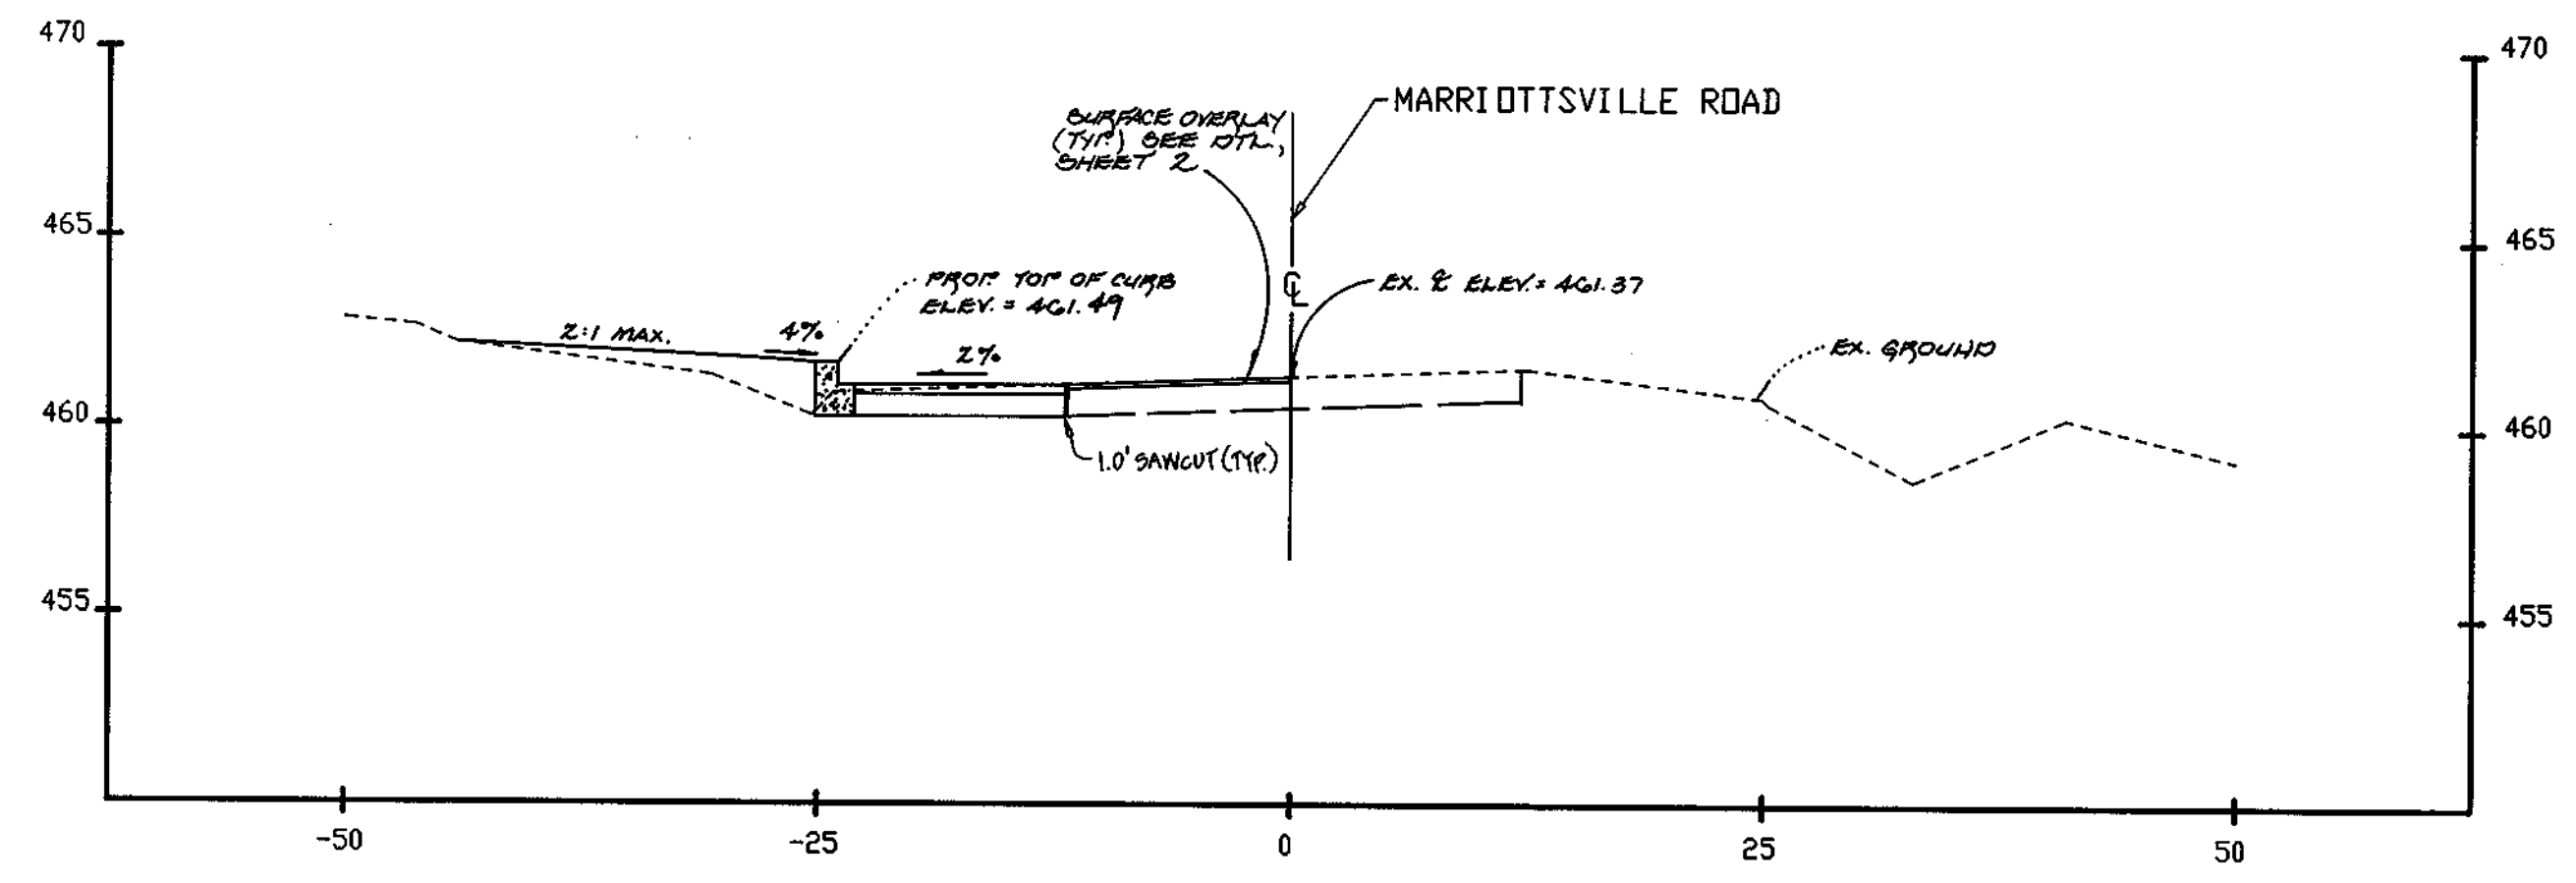 470
470
MARRIOTTSVILLE ROAD
SURFACE OVERLAY
(TYP.) SEE DTL.,
SHEET 2
465
465
PROP. TOP OF CURB
ELEV. = 461.49
℄
EX. ℄ ELEV. = 461.37
2:1 MAX.
4%
2%
EX. GROUND
460
460
1.0' SAWCUT (TYP.)
455
455
-50
-25
0
25
50